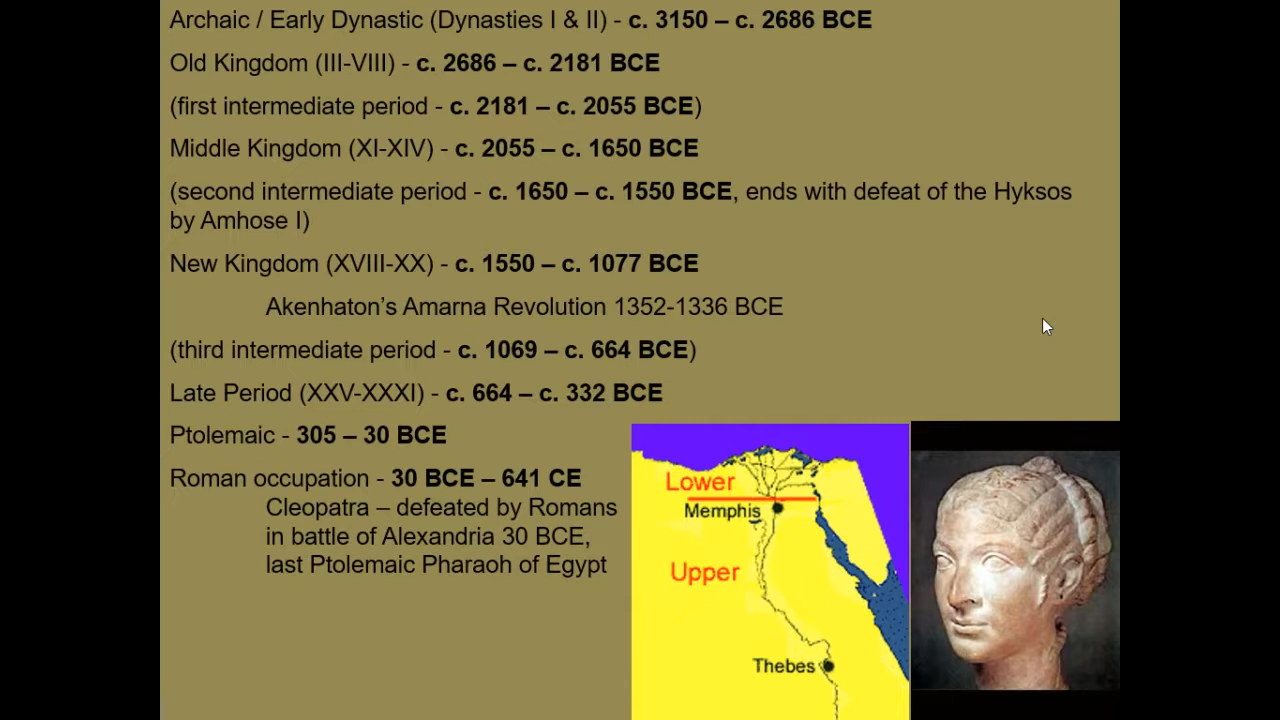 Archaic / Early Dynastic (Dynasties I & II) - c. 3150 – c. 2686 BCE
Old Kingdom (III-VIII) - c. 2686 – c. 2181 BCE
(first intermediate period - c. 2181 – c. 2055 BCE)
Middle Kingdom (XI-XIV) - c. 2055 – c. 1650 BCE
(second intermediate period - c. 1650 – c. 1550 BCE, ends with defeat of the Hyksos
by Amhose I)
New Kingdom (XVIII-XX) - c. 1550 – c. 1077 BCE
Akenhaton’s Amarna Revolution 1352-1336 BCE
(third intermediate period - c. 1069 – c. 664 BCE)
Late Period (XXV-XXXI) - c. 664 – c. 332 BCE
Ptolemaic - 305 – 30 BCE
Roman occupation - 30 BCE – 641 CE
Cleopatra – defeated by Romans
in battle of Alexandria 30 BCE,
last Ptolemaic Pharaoh of Egypt
Lower
Memphis
Upper
Thebes